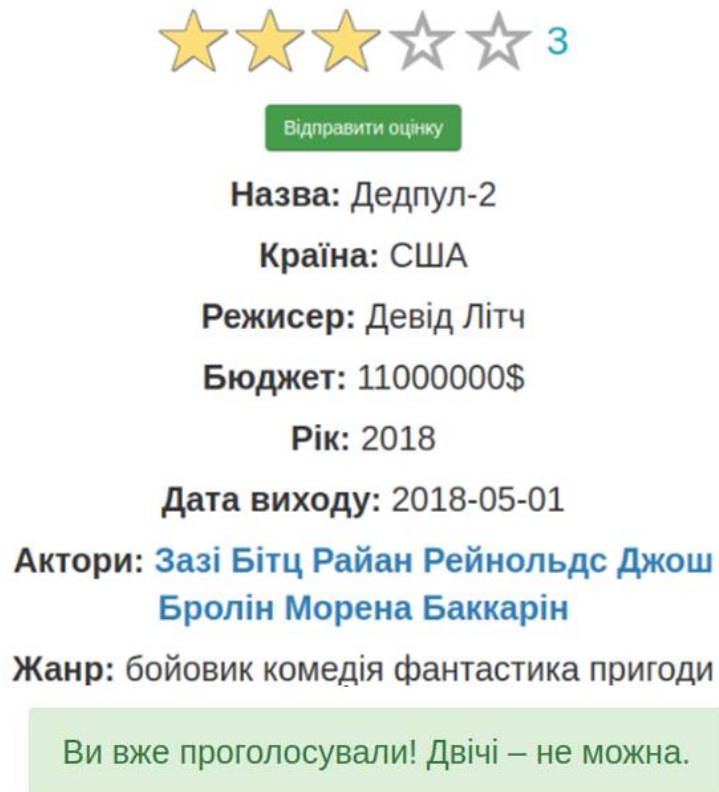 3
Відправити оцінку
Назва: Дедпул-2
Країна: США
Режисер: Девід Літч
Бюджет: 11000000$
Рік: 2018
Дата виходу: 2018-05-01
Актори: Зазі Бітц Райан Рейнольдс Джош
Бролін Морена Баккарін
Жанр: бойовик комедія фантастика пригоди
Ви вже проголосували! Двічі – не можна.